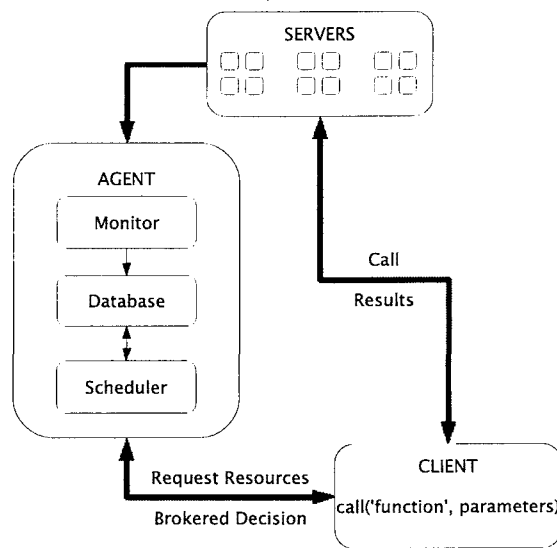 SERVERS
AGENT
Monitor
Database
Scheduler
Call
Results
Request Resources
Brokered Decision
CLIENT
call('function', parameters)